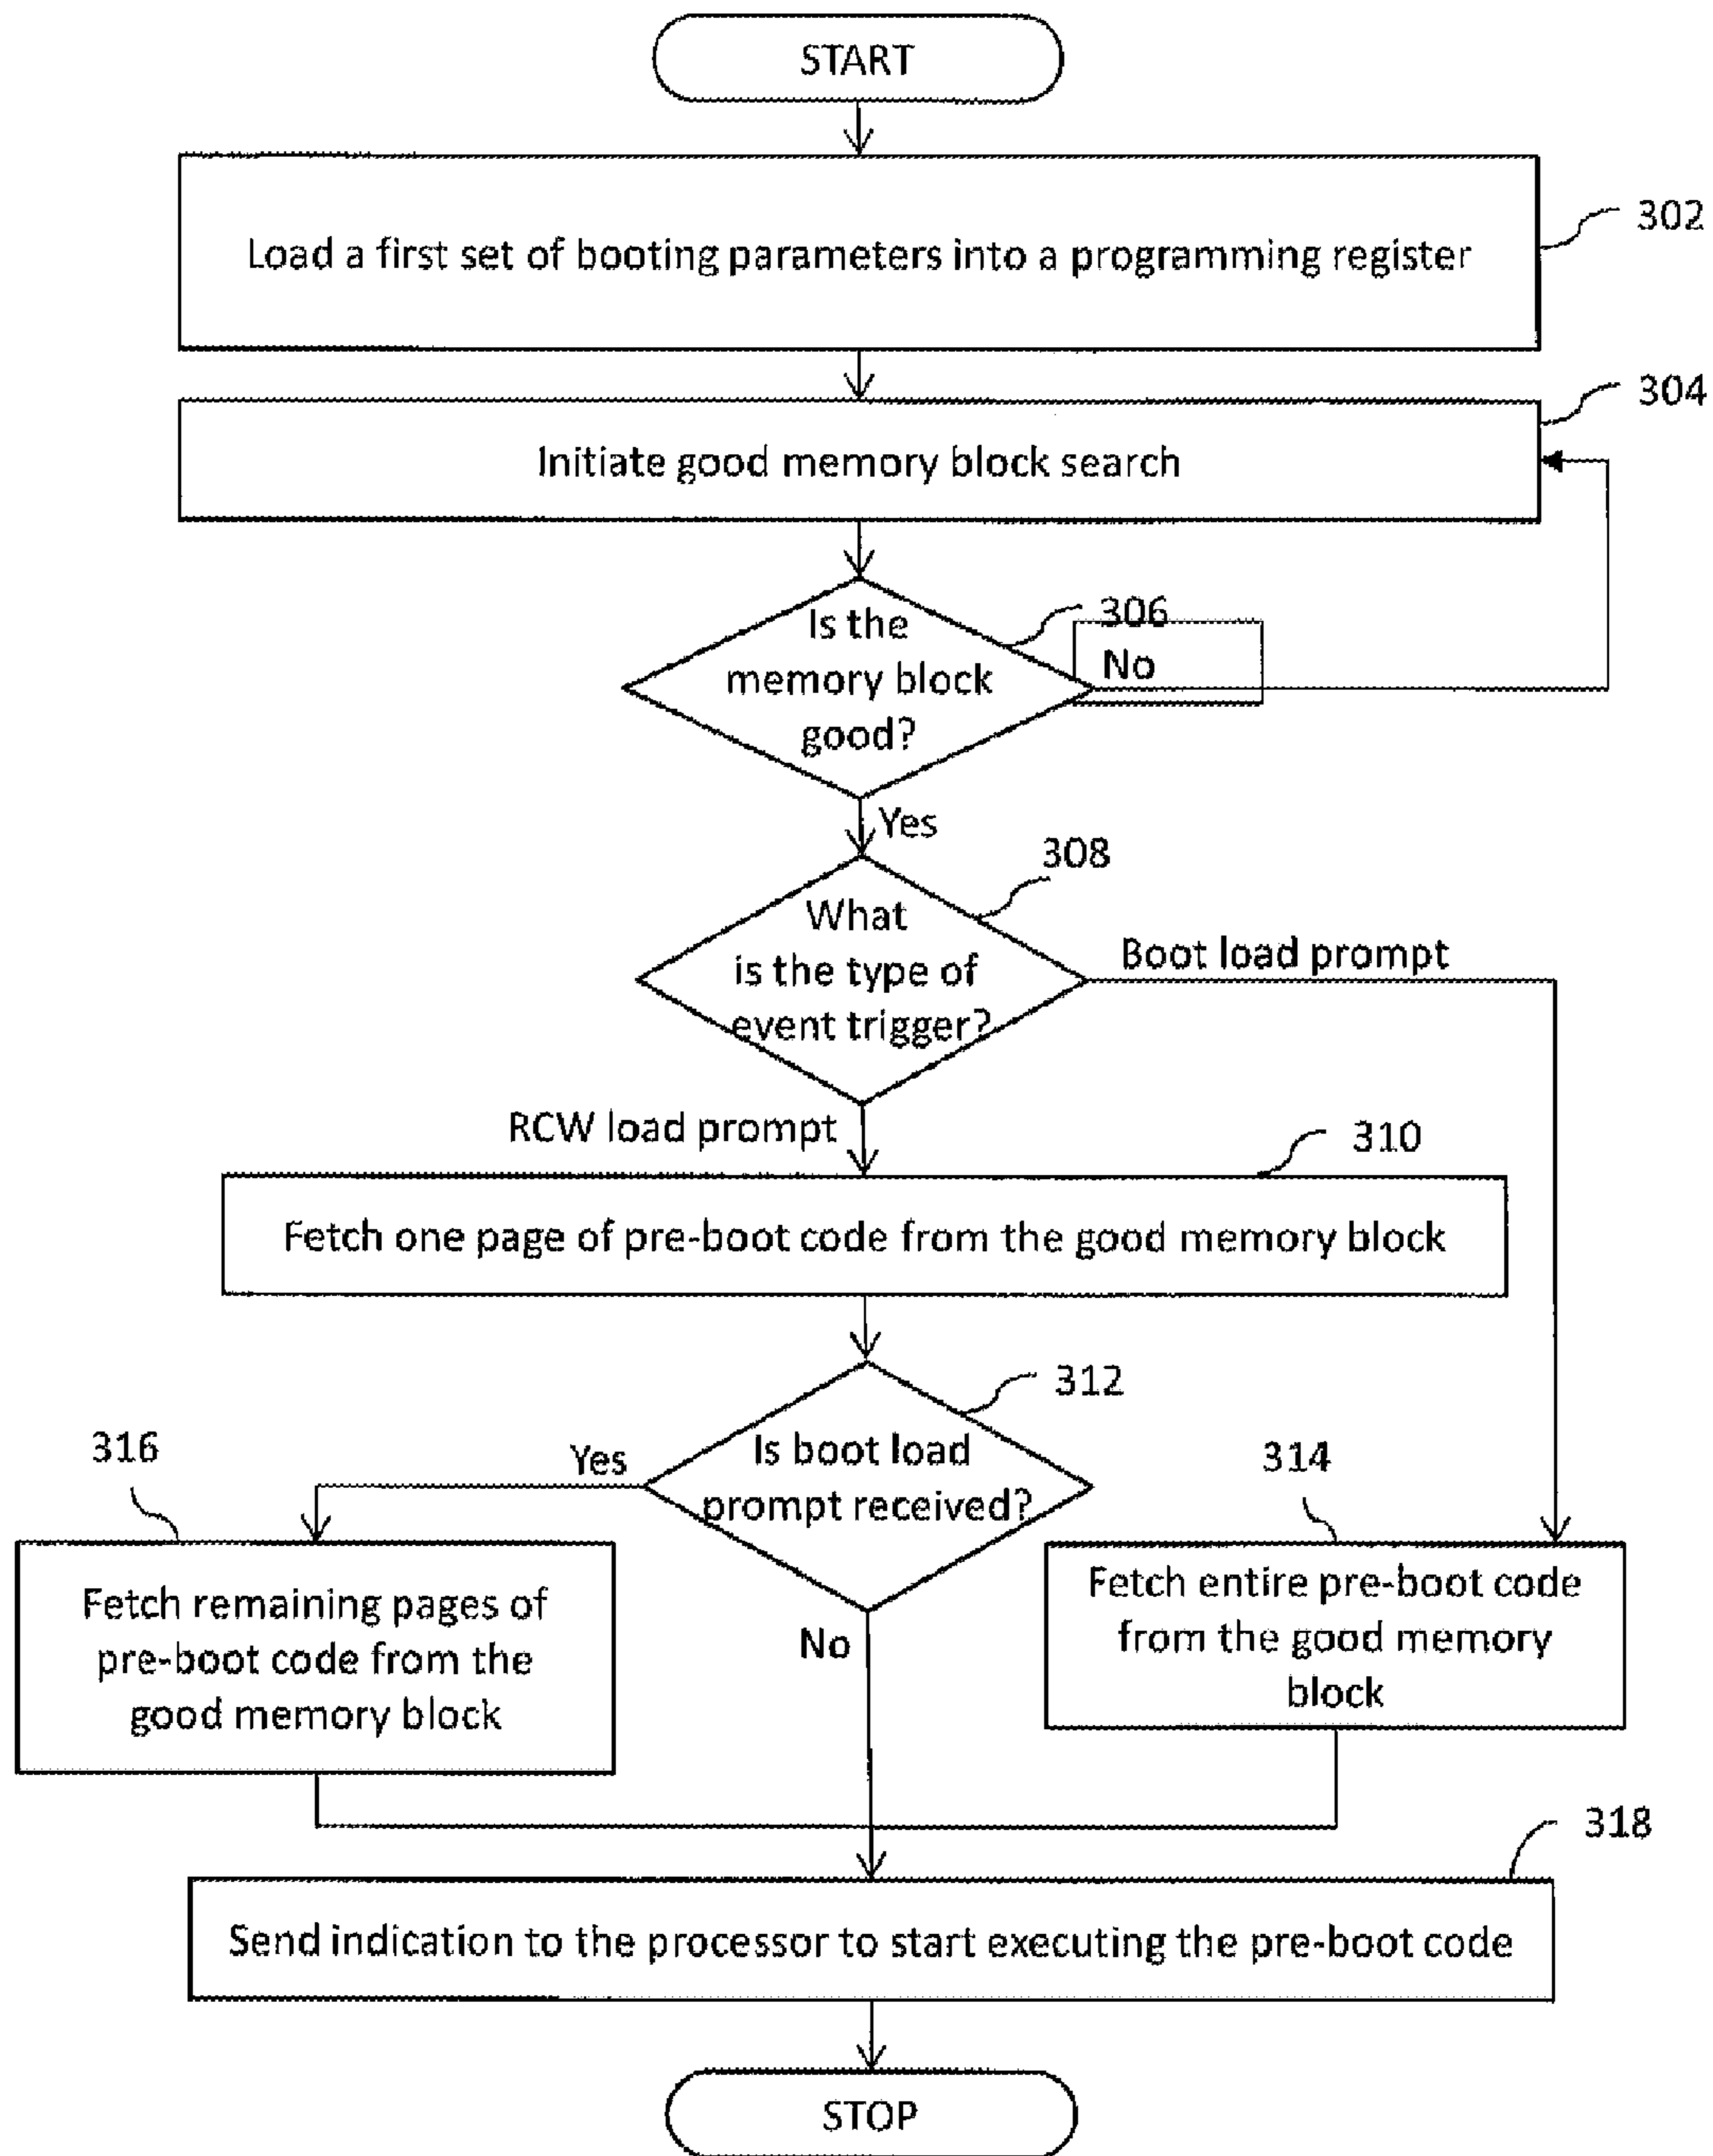 START
Load a first set of booting parameters into a programming register
302
304
Initiate good memory block search
306
Is the
memory block
good?
No
Yes
308
What
is the type of
event trigger?
Boot load prompt
RCW load prompt
310
Fetch one page of pre-boot code from the good memory block
312
Is boot load
prompt received?
Yes
No
316
Fetch remaining pages of
pre-boot code from the
good memory block
314
Fetch entire pre-boot code
from the good memory
block
318
Send indication to the processor to start executing the pre-boot code
STOP